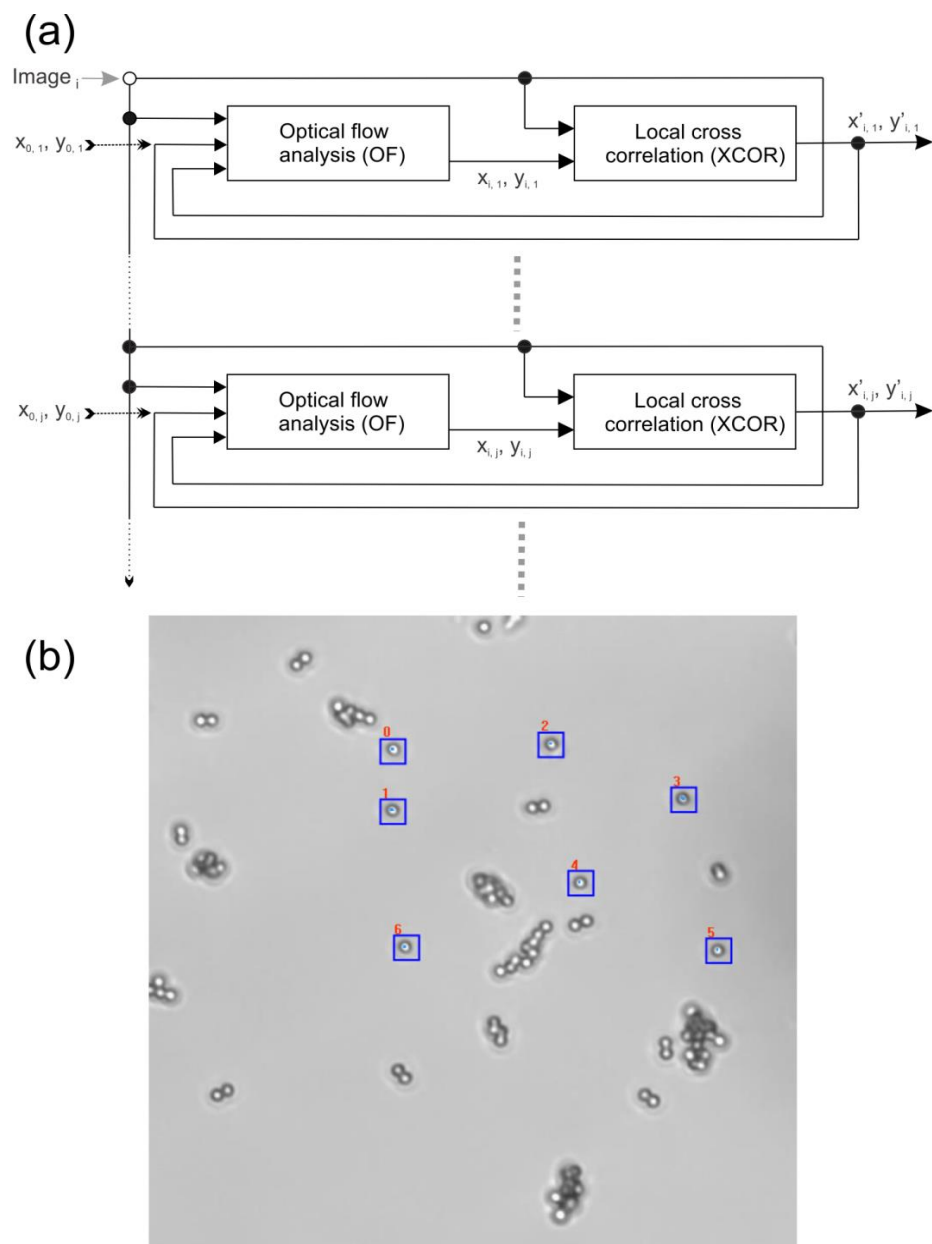 (a)
Image i
x0, 1, y0, 1
Optical flow
analysis (OF)
xi, 1, yi, 1
Local cross
correlation (XCOR)
x'i, 1, y'i, 1
x0, j, y0, j
Optical flow
analysis (OF)
xi, j, yi, j
Local cross
correlation (XCOR)
x'i, j, y'i, j
(b)
0
2
1
3
4
6
5